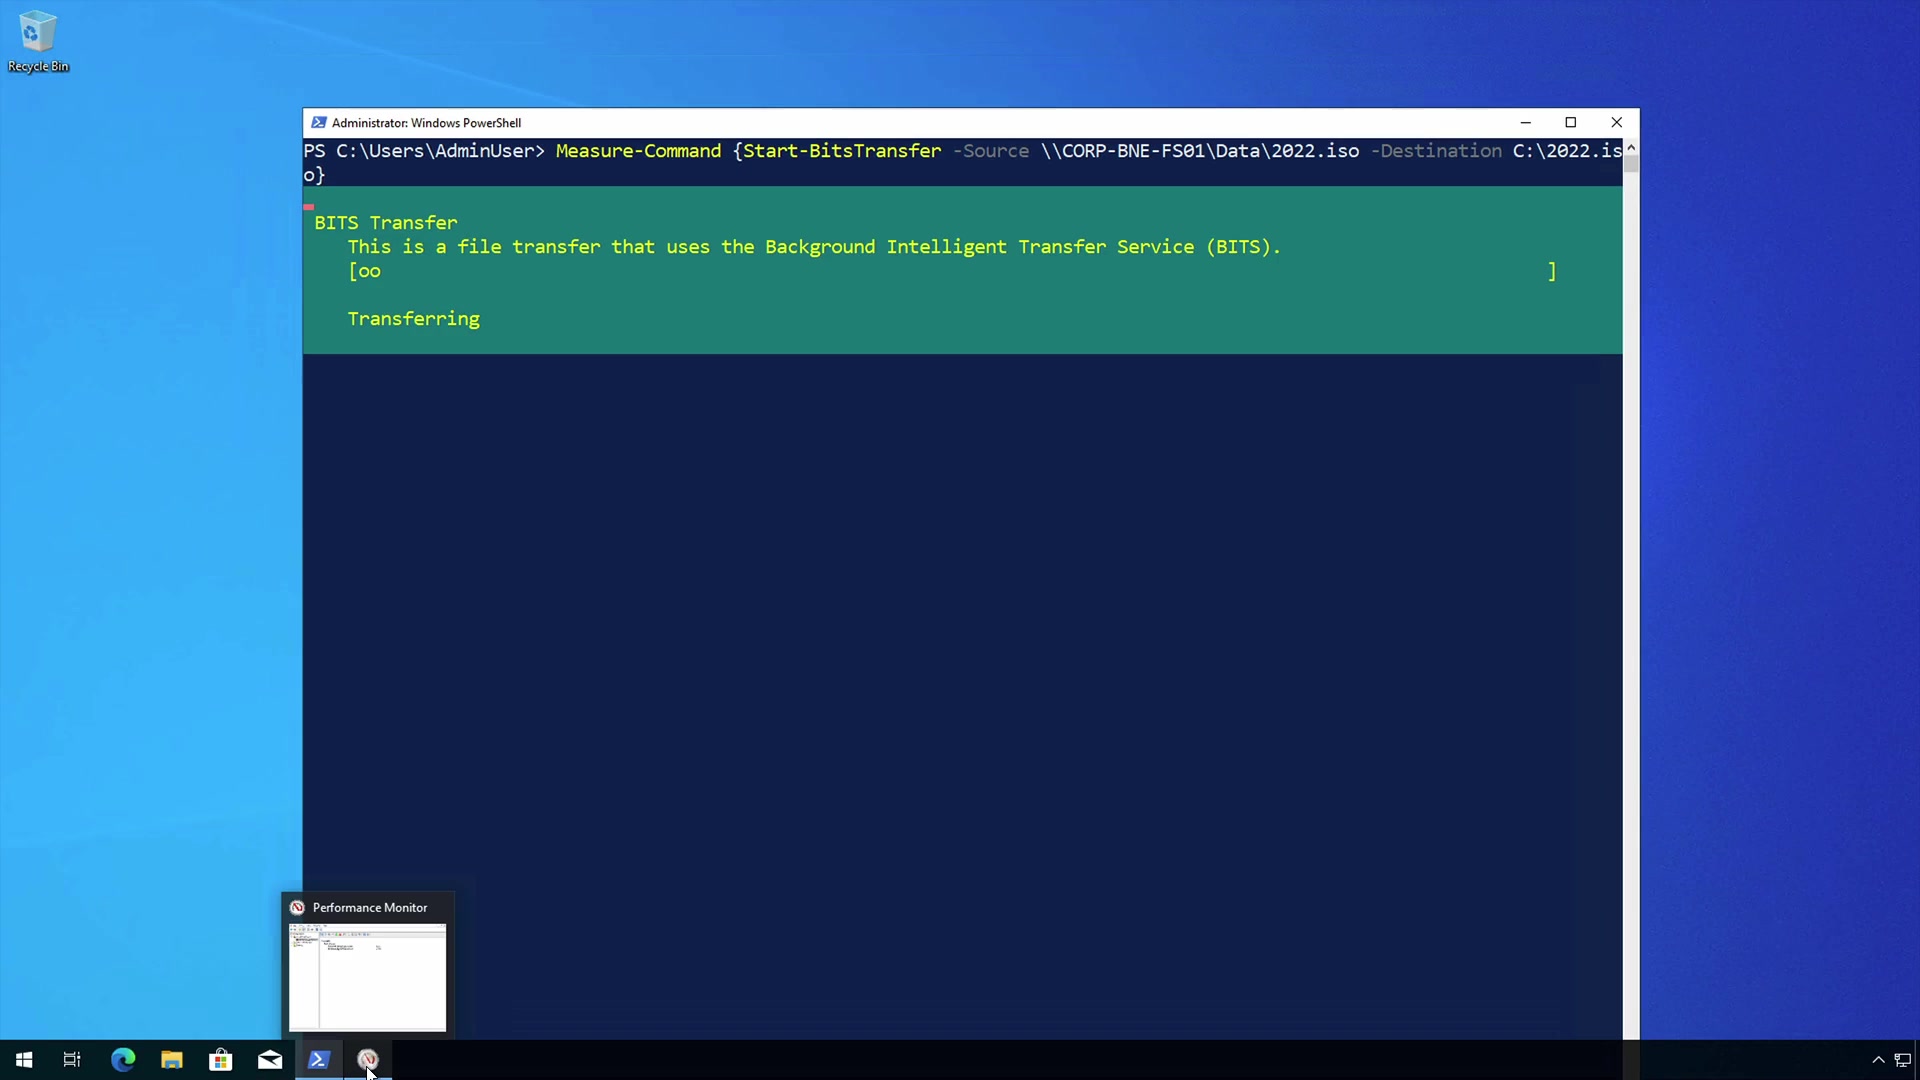 Recycle Bin
Administrator: Windows PowerShell
PS C:\Users\AdminUser> Measure-Command {Start-BitsTransfer -Source \\CORP-BNE-FS01\Data\2022.iso -Destination C:\2022.is
o}
BITS Transfer
This is a file transfer that uses the Background Intelligent Transfer Service (BITS).
[oo ]
Transferring
Performance Monitor